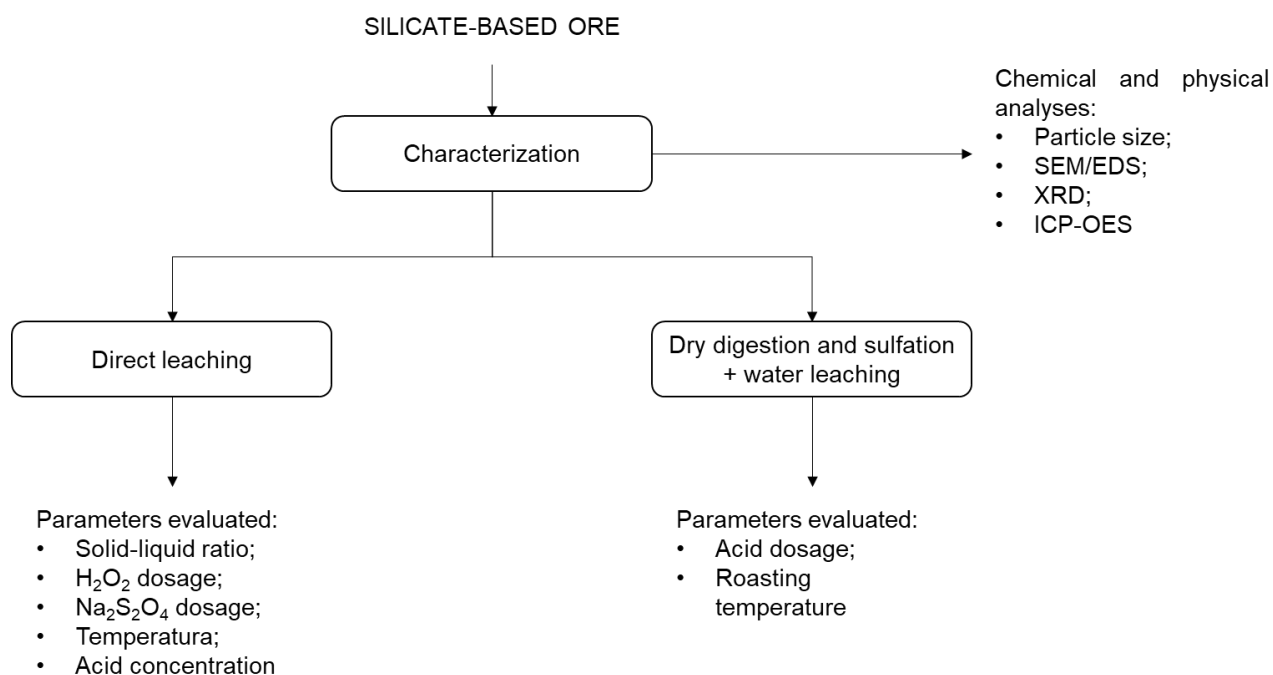 SILICATE-BASED ORE
Characterization
Chemical and physical
analyses:
• Particle size;
• SEM/EDS;
• XRD;
• ICP-OES
Direct leaching
Dry digestion and sulfation
+ water leaching
Parameters evaluated:
• Solid-liquid ratio;
• H₂O₂ dosage;
• Na₂S₂O₄ dosage;
• Temperatura;
• Acid concentration
Parameters evaluated:
• Acid dosage;
• Roasting
temperature